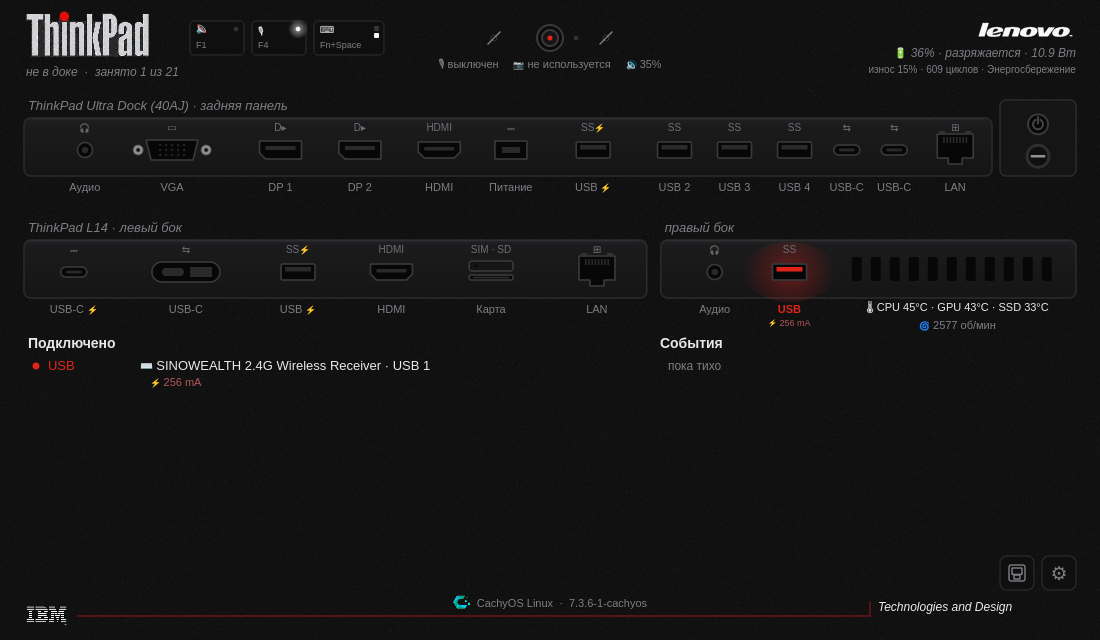 ThinkPad
F1
F4
Fn+Space
выключен
не используется
35%
lenovo
36% · разряжается · 10.9 Вт
износ 15% · 609 циклов · Энергосбережение
не в доке · занято 1 из 21
ThinkPad Ultra Dock (40AJ) · задняя панель
D D HDMI SS⚡ SS SS SS
Аудио VGA DP 1 DP 2 HDMI Питание USB ⚡ USB 2 USB 3 USB 4 USB-C USB-C LAN
ThinkPad L14 · левый бок
SS⚡ HDMI SIM · SD
USB-C ⚡ USB-C USB ⚡ HDMI Карта LAN
правый бок
SS
Аудио USB
⚡ 256 mA
CPU 45°C · GPU 43°C · SSD 33°C
2577 об/мин
Подключено
USB SINOWEALTH 2.4G Wireless Receiver · USB 1
⚡ 256 mA
События
пока тихо
IBM
CachyOS Linux · 7.3.6-1-cachyos
Technologies and Design